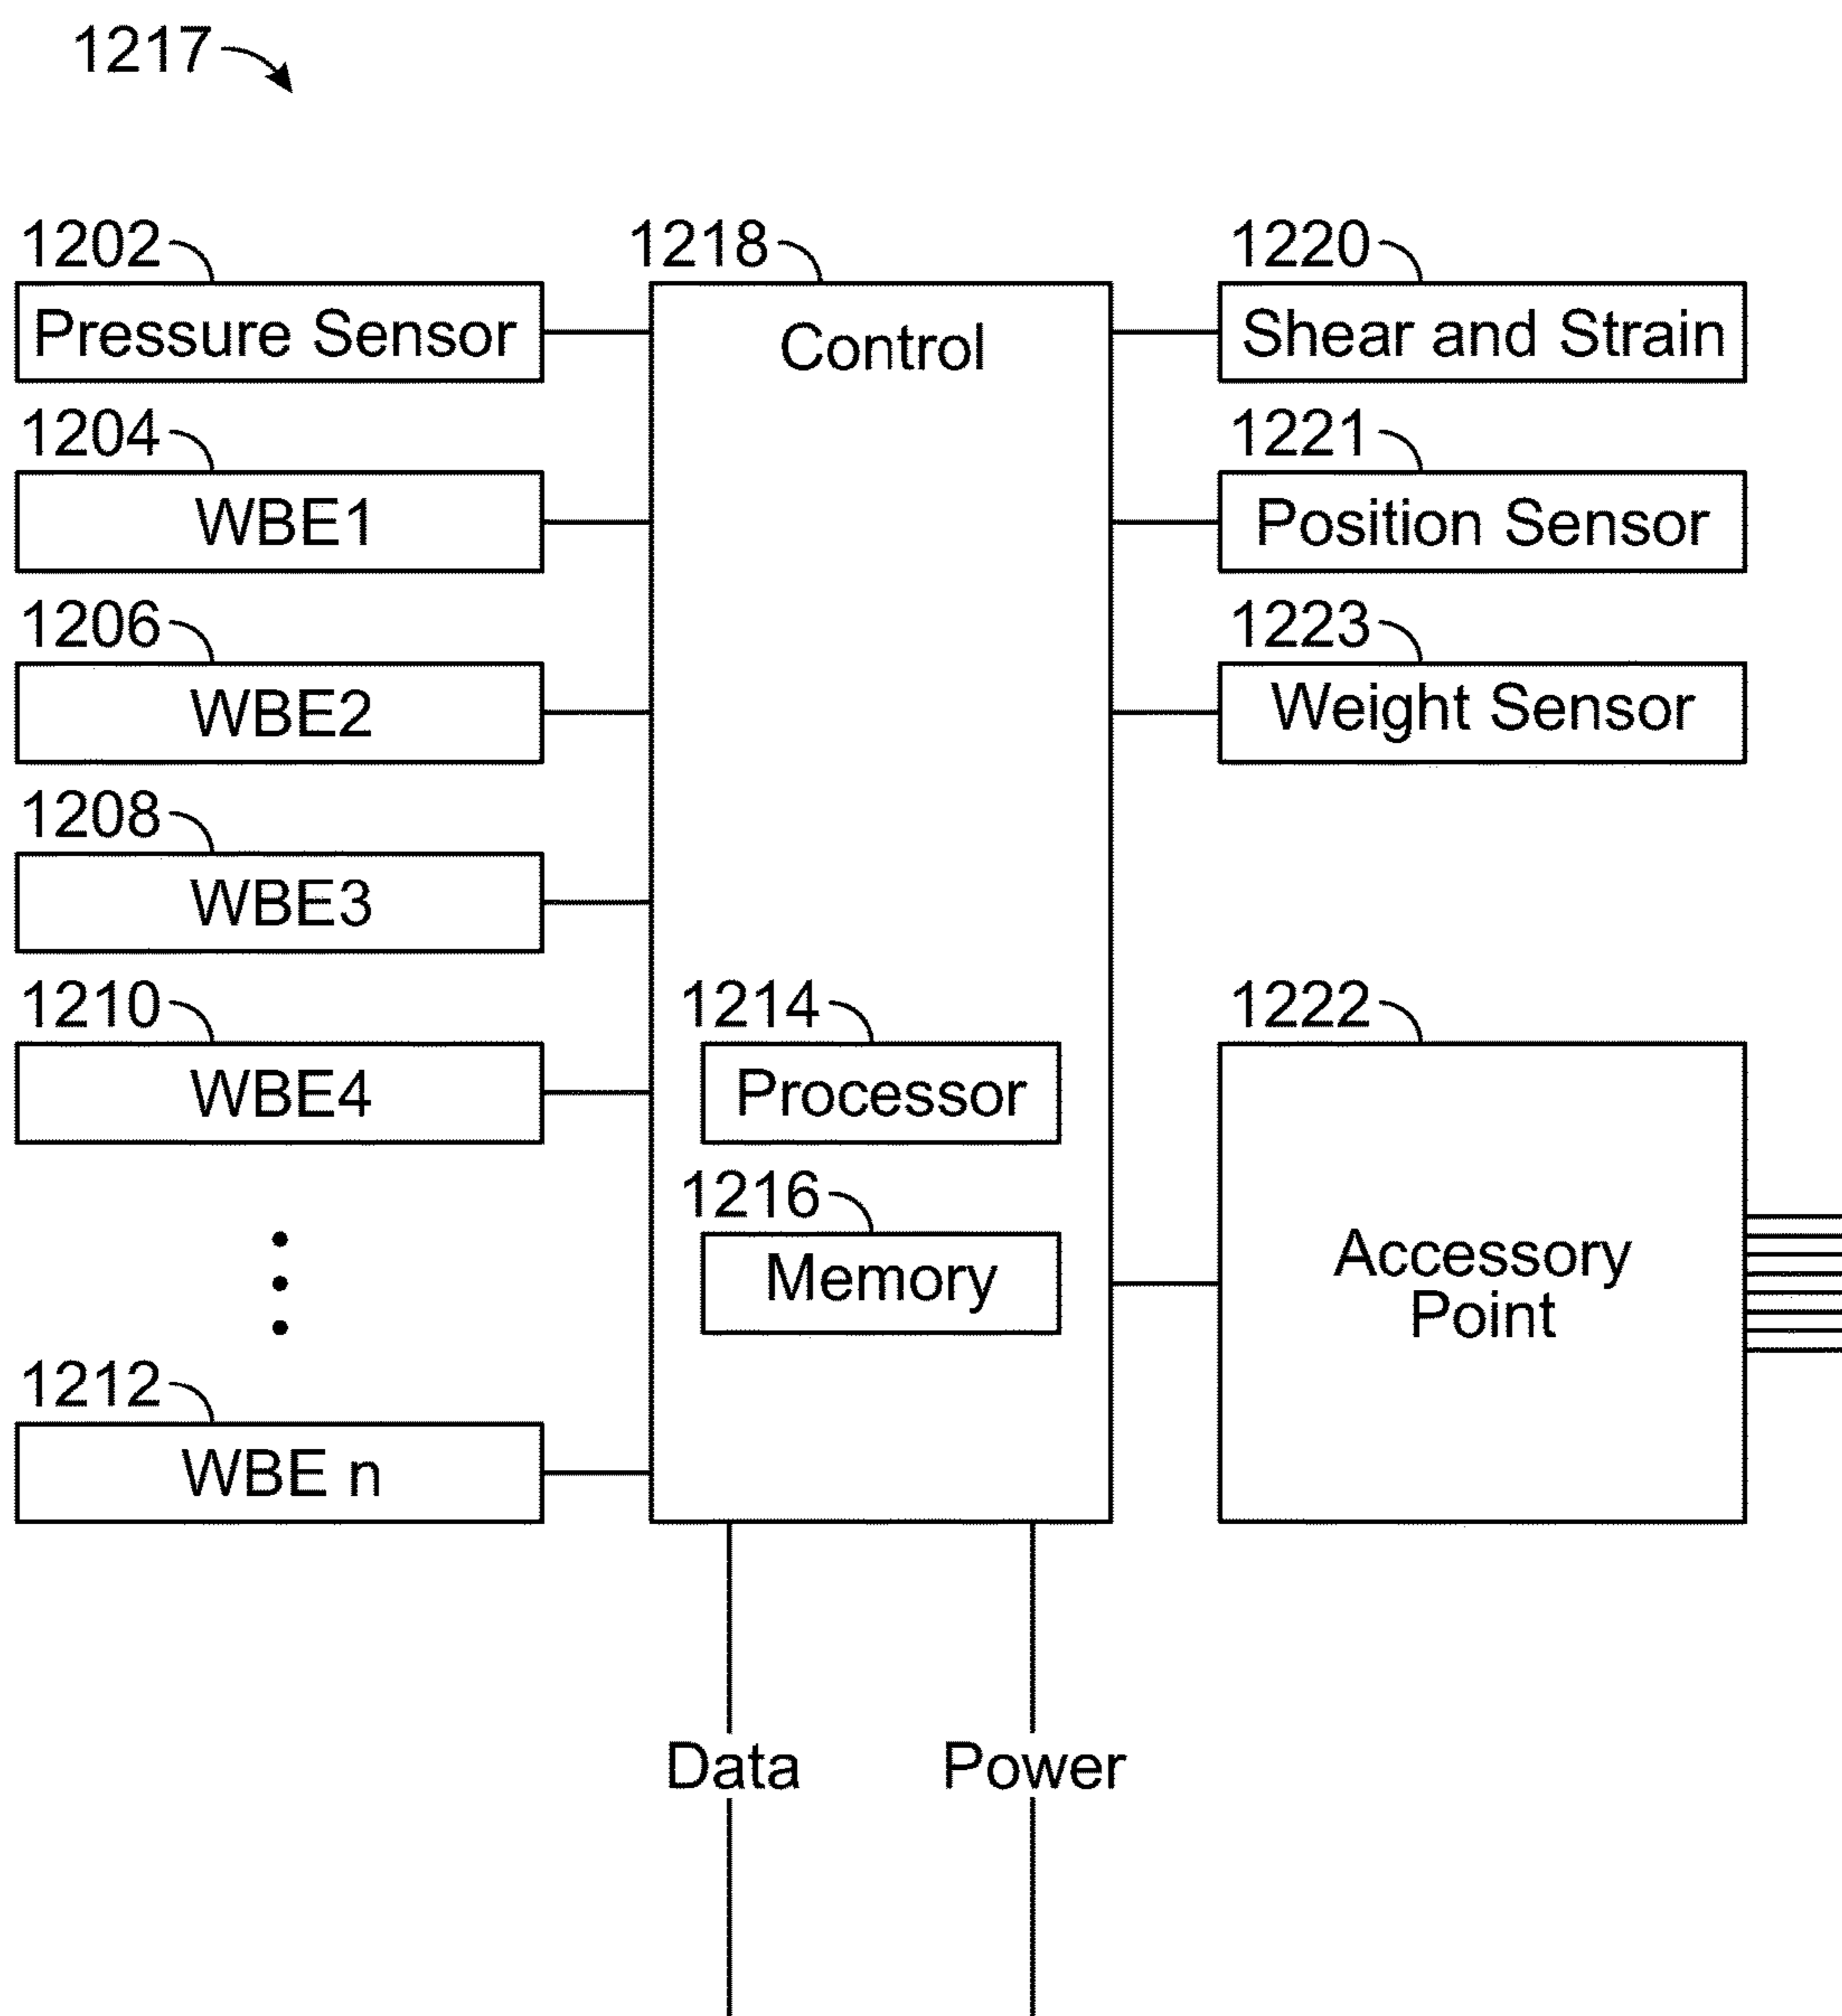 1217
1202
Pressure Sensor
1204
WBE1
1206
WBE2
1208
WBE3
1210
WBE4
1212
WBE n
1218
Control
1214
Processor
1216
Memory
1220
Shear and Strain
1221
Position Sensor
1223
Weight Sensor
1222
Accessory
Point
Data
Power